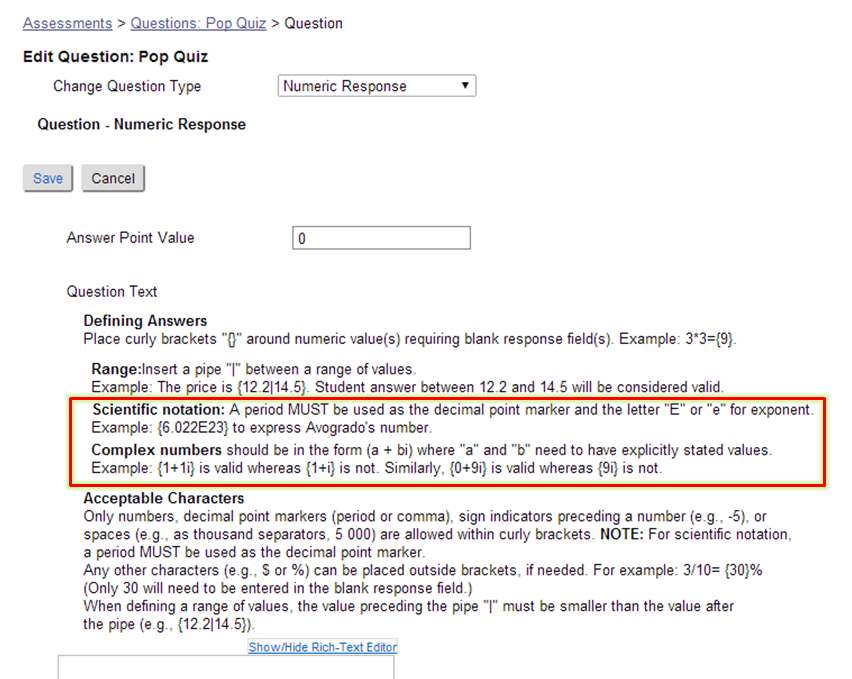 Assessments > Questions: Pop Quiz > Question
Edit Question: Pop Quiz
Change Question Type
Numeric Response
Question - Numeric Response
Save
Cancel
Answer Point Value
0
Question Text
Defining Answers
Place curly brackets "{}" around numeric value(s) requiring blank response field(s). Example: 3*3={9}.
Range:Insert a pipe "|" between a range of values.
Example: The price is {12.2|14.5}. Student answer between 12.2 and 14.5 will be considered valid.
Scientific notation: A period MUST be used as the decimal point marker and the letter "E" or "e" for exponent.
Example: {6.022E23} to express Avogrado's number.
Complex numbers should be in the form (a + bi) where "a" and "b" need to have explicitly stated values.
Example: {1+1i} is valid whereas {1+i} is not. Similarly, {0+9i} is valid whereas {9i} is not.
Acceptable Characters
Only numbers, decimal point markers (period or comma), sign indicators preceding a number (e.g., -5), or
spaces (e.g., as thousand separators, 5 000) are allowed within curly brackets. NOTE: For scientific notation,
a period MUST be used as the decimal point marker.
Any other characters (e.g., $ or %) can be placed outside brackets, if needed. For example: 3/10= {30}%
(Only 30 will need to be entered in the blank response field.)
When defining a range of values, the value preceding the pipe "|" must be smaller than the value after
the pipe (e.g., {12.2|14.5}).
Show/Hide Rich-Text Editor